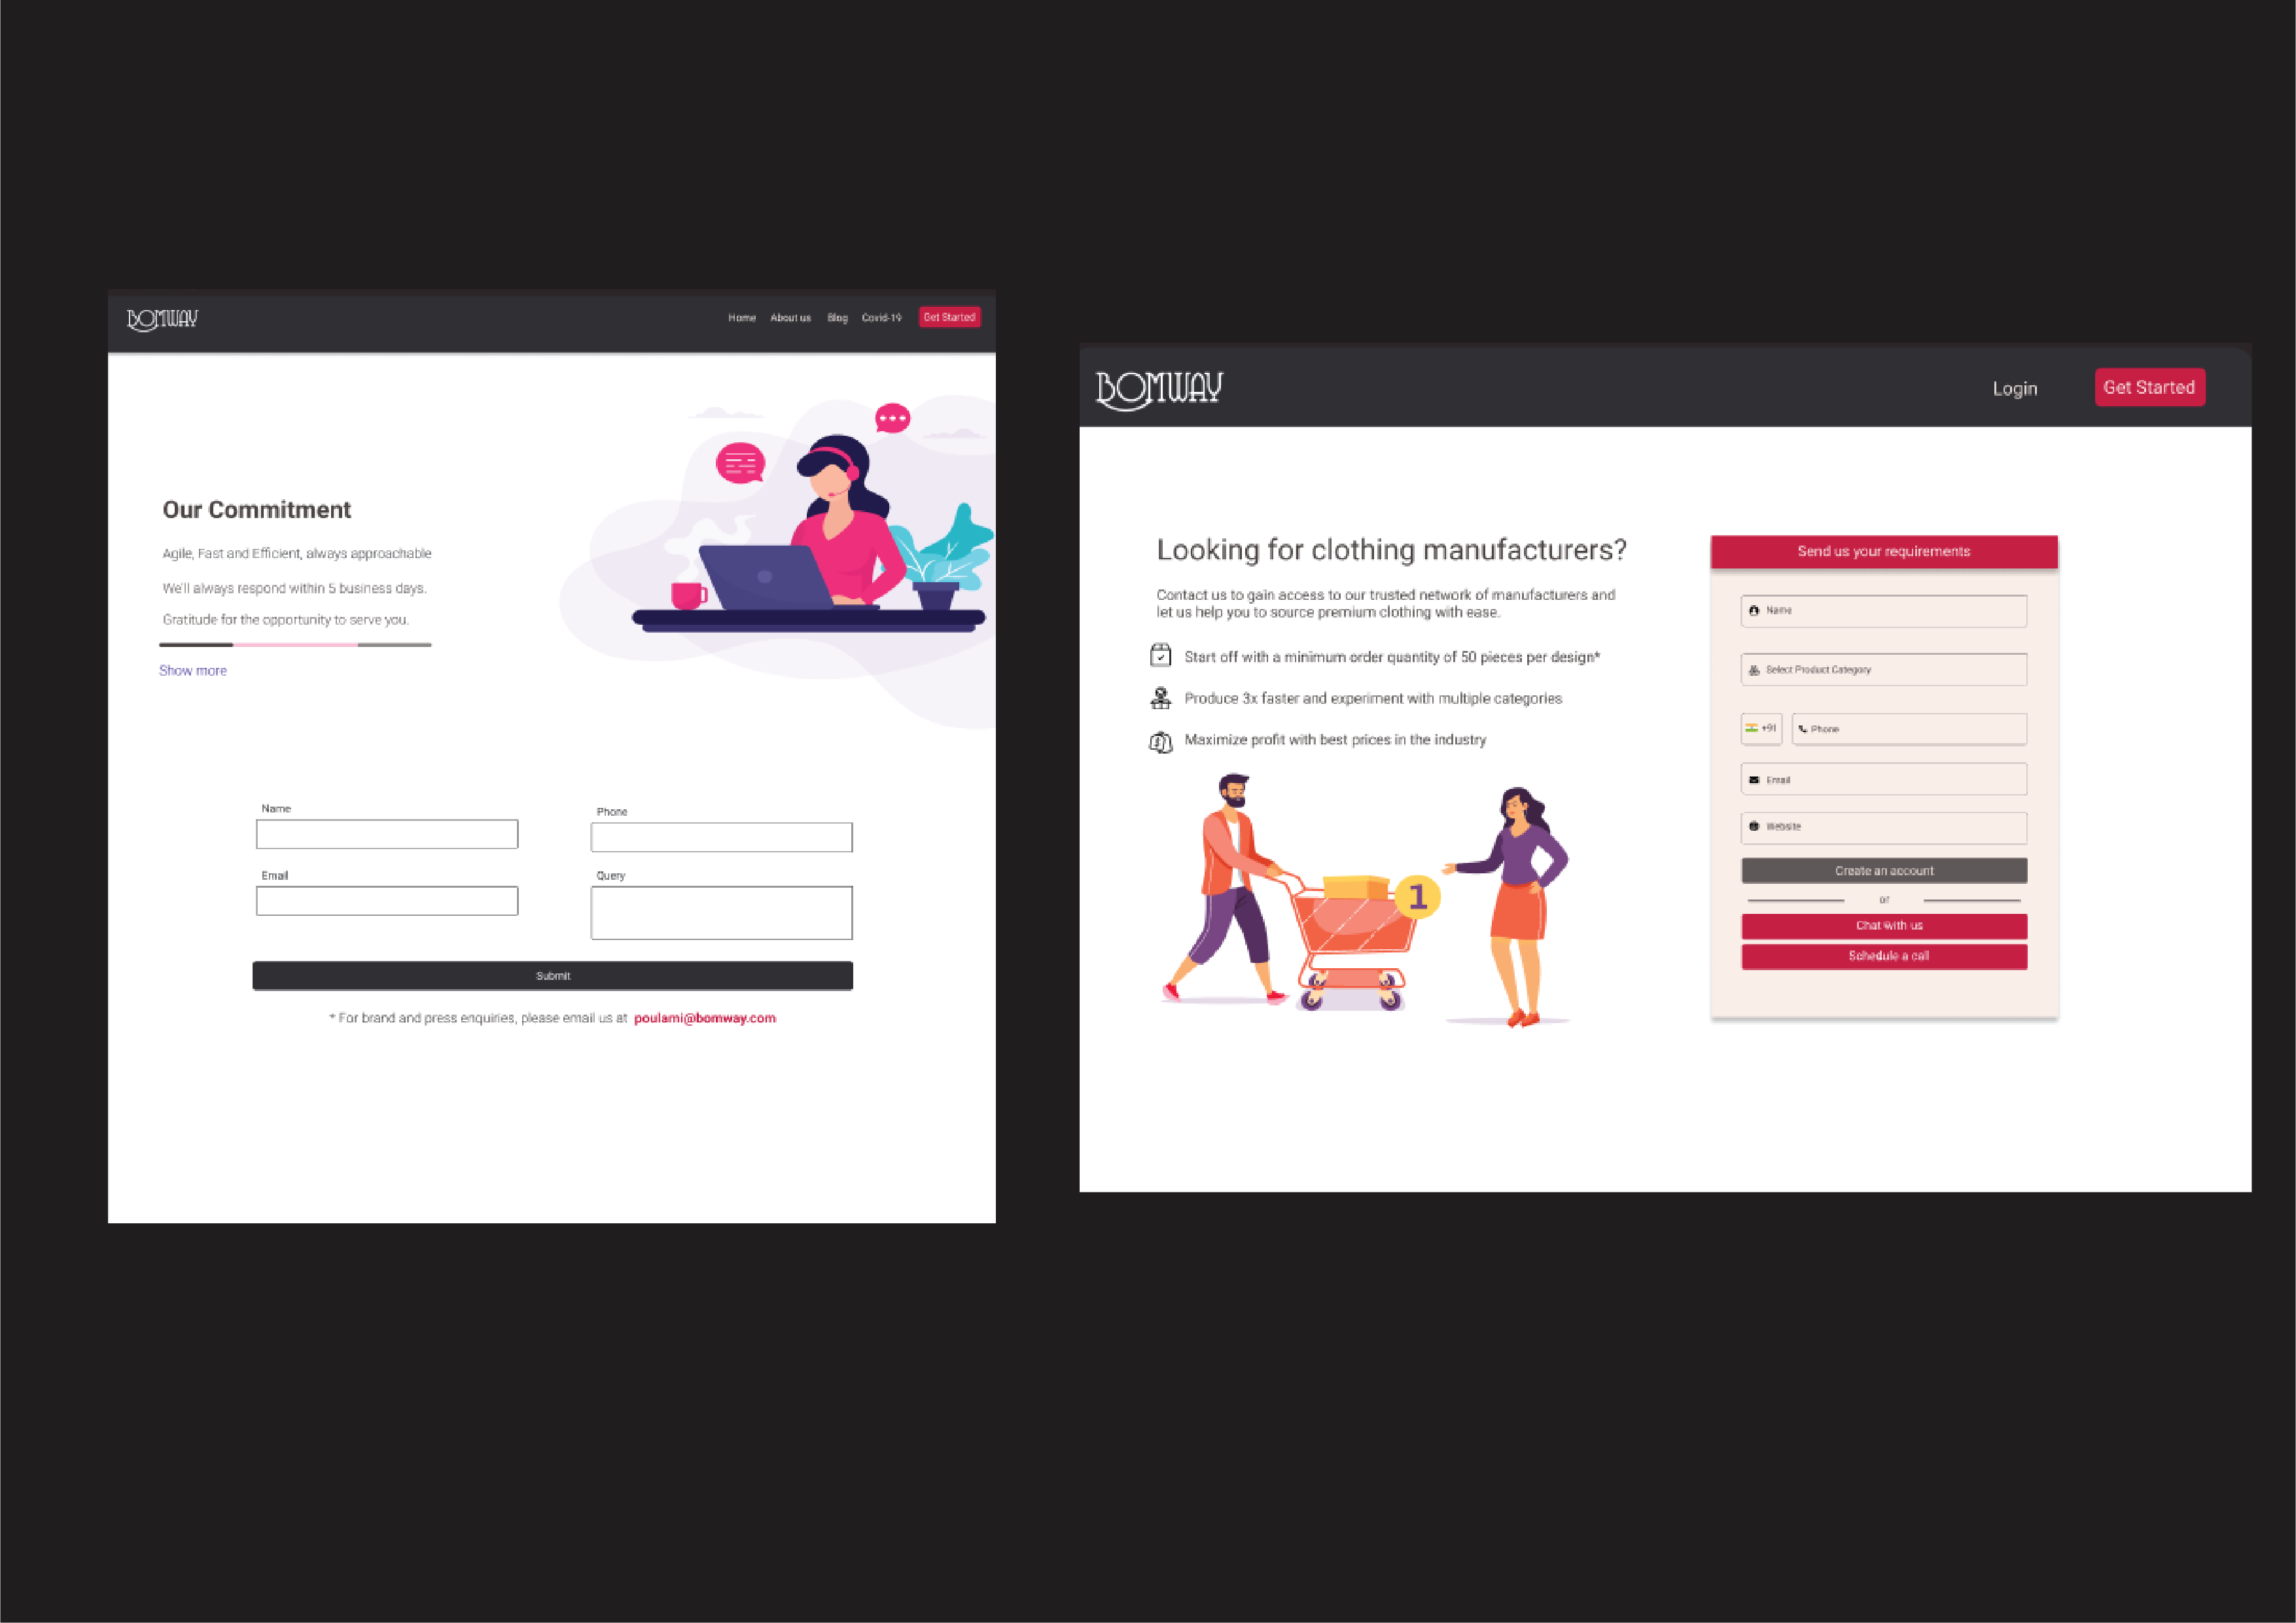 BOMWAY
Home About us Blog Covid-19 Get Started
Our Commitment
Agile, Fast and Efficient, always approachable
We'll always respond within 5 business days.
Gratitude for the opportunity to serve you.
Show more
Name
Phone
Email
Query
Submit
* For brand and press enquiries, please email us at poulami@bomway.com
BOMWAY
Login Get Started
Looking for clothing manufacturers?
Contact us to gain access to our trusted network of manufacturers and
let us help you to source premium clothing with ease.
Start off with a minimum order quantity of 50 pieces per design*
Produce 3x faster and experiment with multiple categories
Maximize profit with best prices in the industry
1
Send us your requirements
Name
Select Product Category
+91 Phone
Email
Website
Create an account
or
Chat with us
Schedule a call